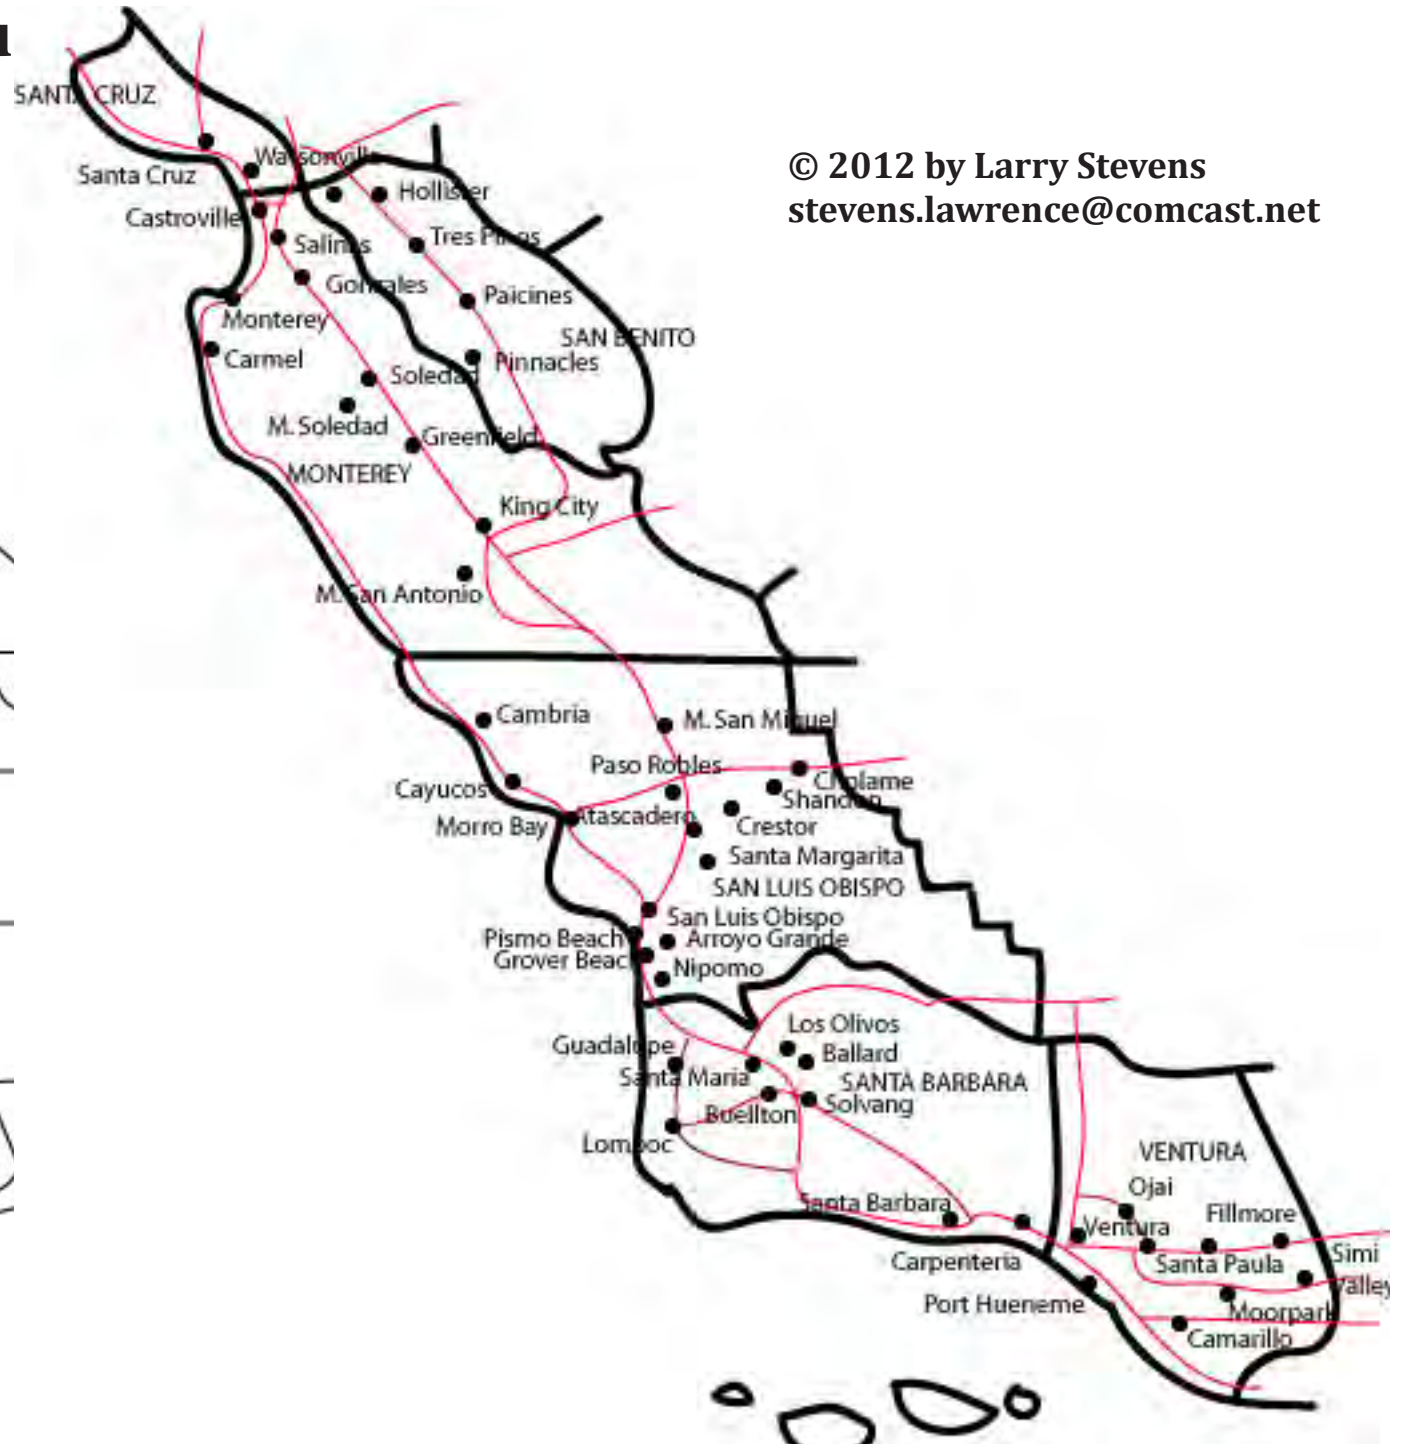 SANTA CRUZ
© 2012 by Larry Stevens
stevens.lawrence@comcast.net
Watsonville
Santa Cruz
Hollister
Castroville
Tres Pinos
Salinas
Gonzales
Paicines
Monterey
SAN BENITO
Carmel
Pinnacles
Soledad
M. Soledad
Greenfield
MONTEREY
King City
M. San Antonio
Cambria
M. San Miguel
Paso Robles
Cholame
Cayucos
Shandon
Atascadero
Morro Bay
Crestor
Santa Margarita
SAN LUIS OBISPO
San Luis Obispo
Pismo Beach
Arroyo Grande
Grover Beach
Nipomo
Los Olivos
Guadalupe
Ballard
Santa Maria
SANTA BARBARA
Solvang
Buellton
Lompoc
VENTURA
Ojai
Santa Barbara
Fillmore
Ventura
Simi
Valley
Carpenteria
Santa Paula
Port Hueneme
Moorpark
Camarillo